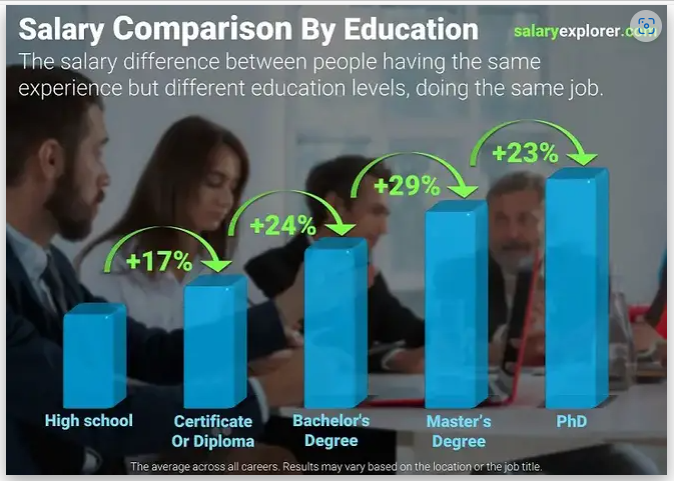 Salary Comparison By Education
salaryexplorer.com
The salary difference between people having the same
experience but different education levels, doing the same job.
+23%
+29%
+24%
+17%
High school
Certificate
Or Diploma
Bachelor's
Degree
Master's
Degree
PhD
The average across all careers. Results may vary based on the location or the job title.